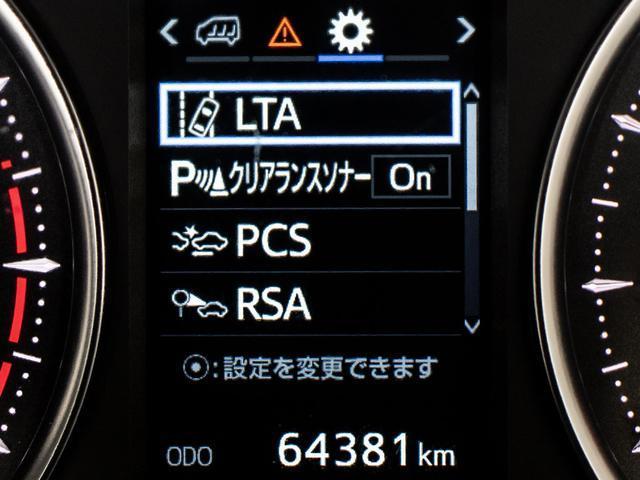 LTA
Pクリアランスソナー On
PCS
RSA
⦿:設定を変更できます
ODO 64381 km